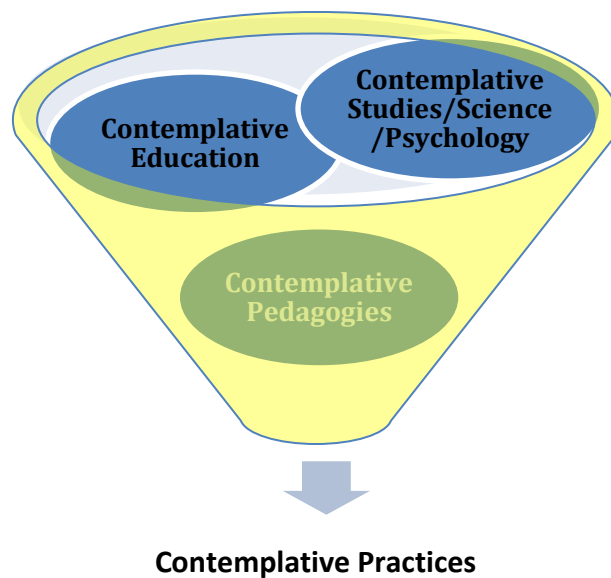 Contemplative
Studies/Science
/Psychology
Contemplative
Education
Contemplative
Pedagogies
Contemplative Practices